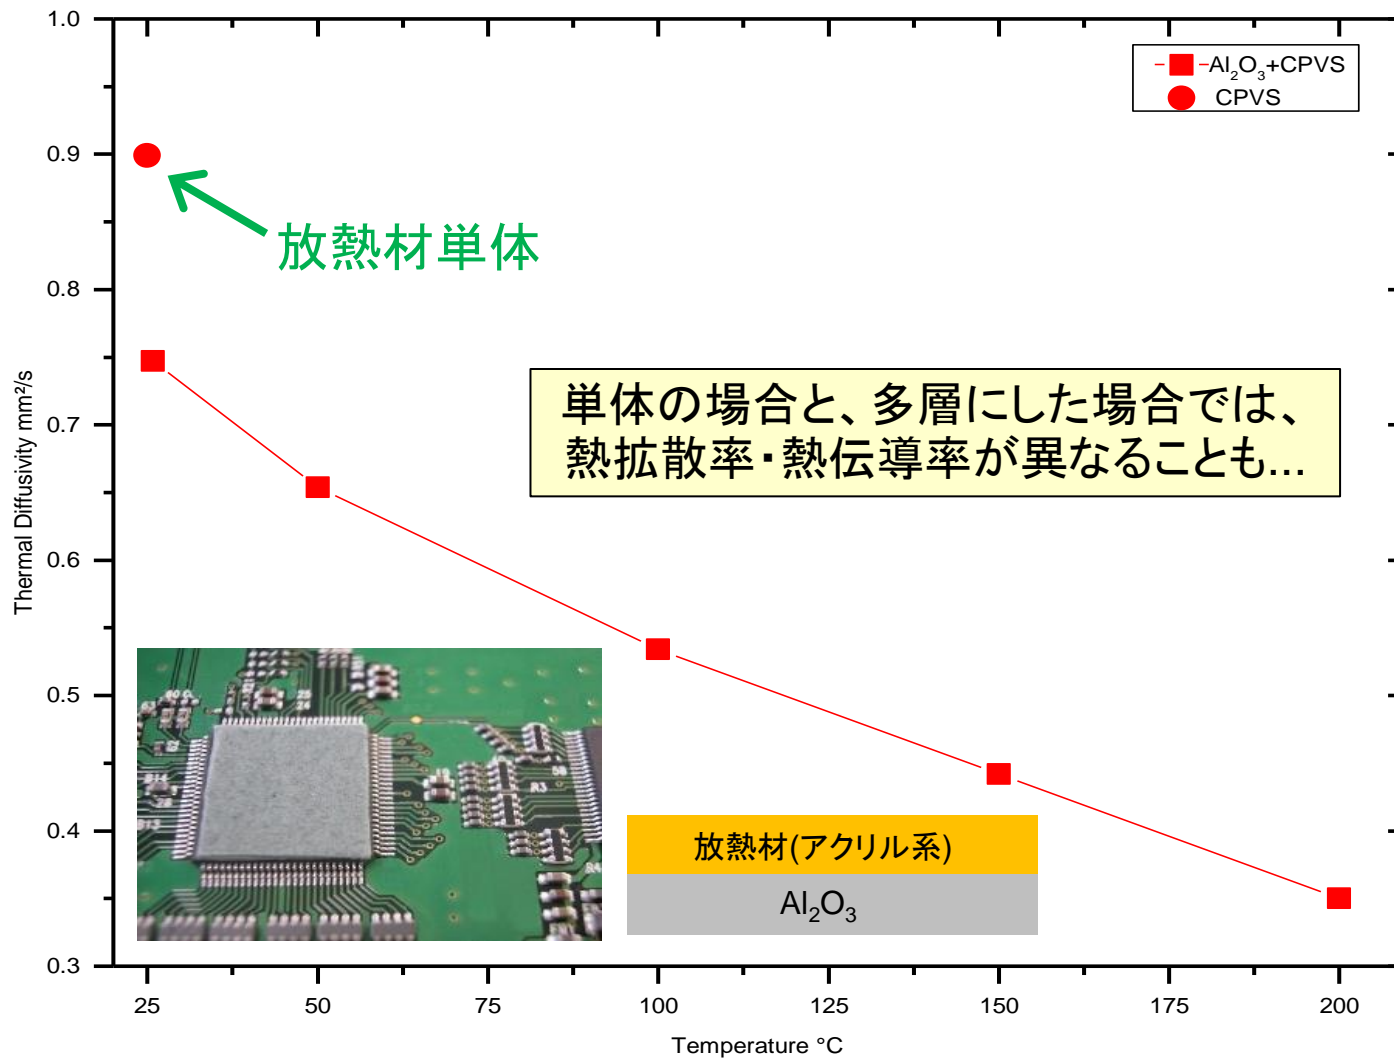 1.0
0.9
0.8
0.7
0.6
0.5
0.4
0.3
Thermal Diffusivity mm²/s
Al₂O₃+CPVS
CPVS
放熱材単体
単体の場合と、多層にした場合では、
熱拡散率・熱伝導率が異なることも...
R3
放熱材(アクリル系)
Al₂O₃
25 50 75 100 125 150 175 200
Temperature °C